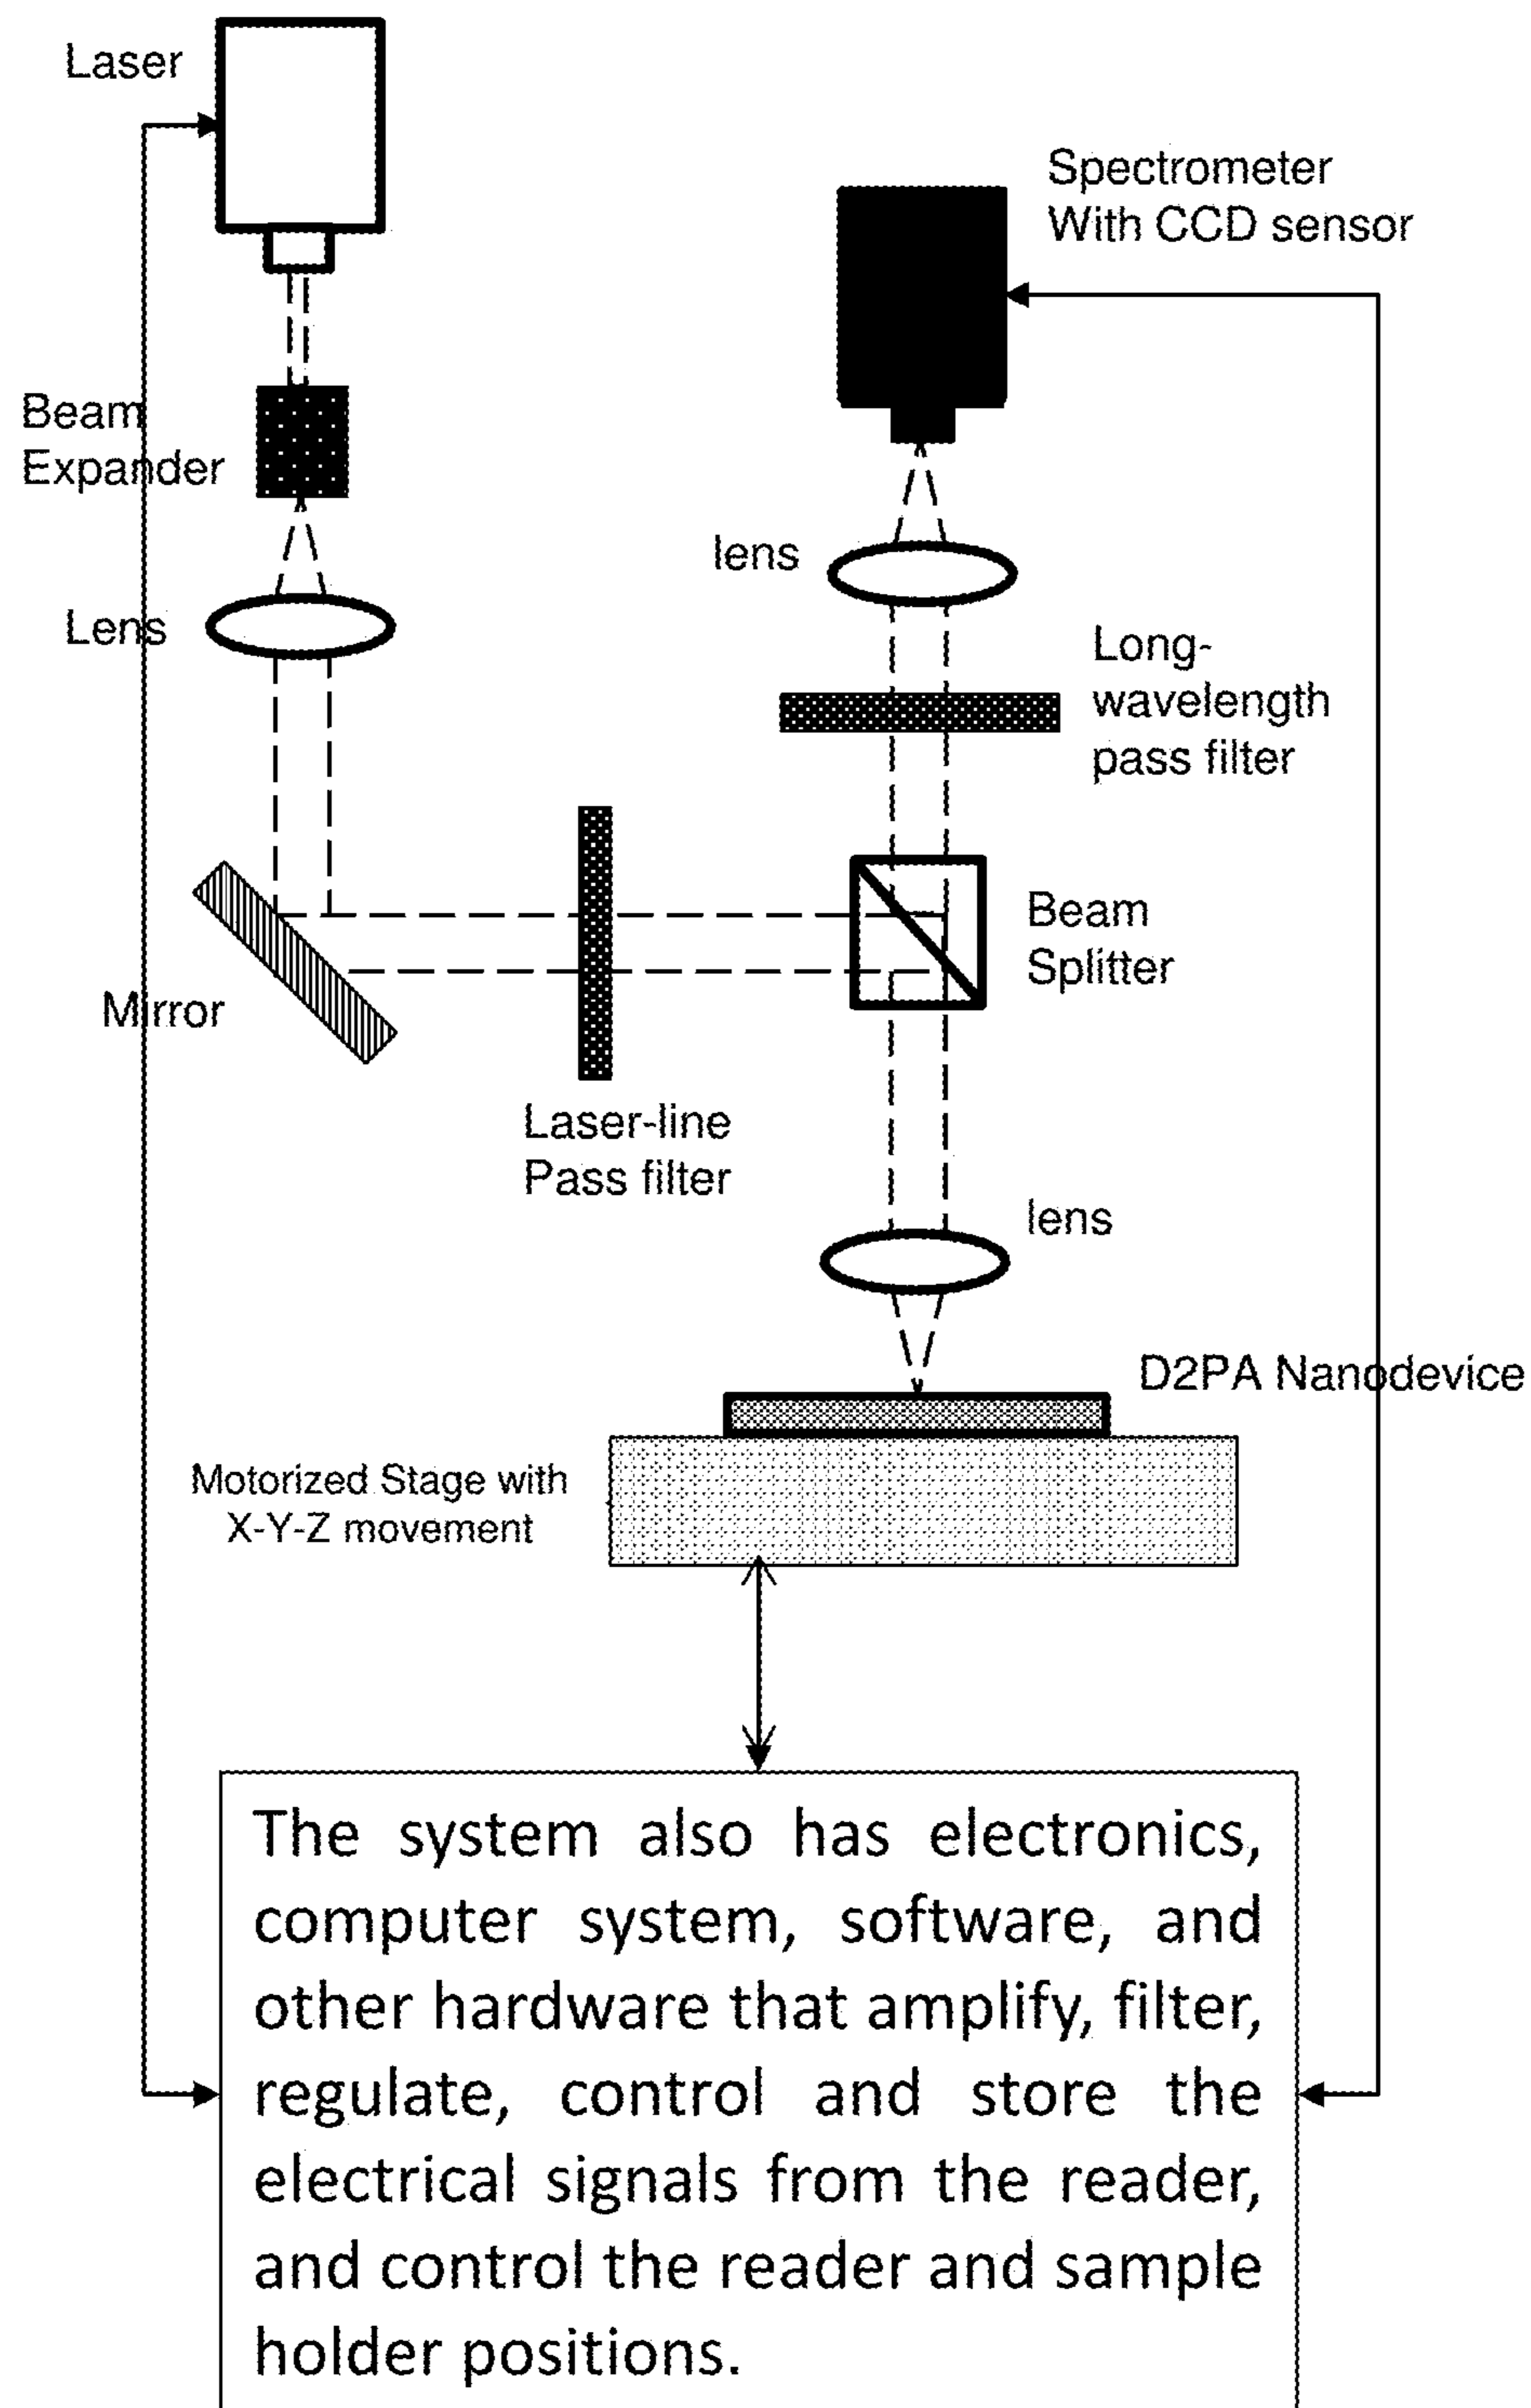 Laser
Spectrometer
With CCD sensor
Beam
Expander
lens
Lens
Long-
wavelength
pass filter
Beam
Splitter
Mirror
Laser-line
Pass filter
lens
D2PA Nanodevice
Motorized Stage with
X-Y-Z movement
The system also has electronics,
computer system, software, and
other hardware that amplify, filter,
regulate, control and store the
electrical signals from the reader,
and control the reader and sample
holder positions.